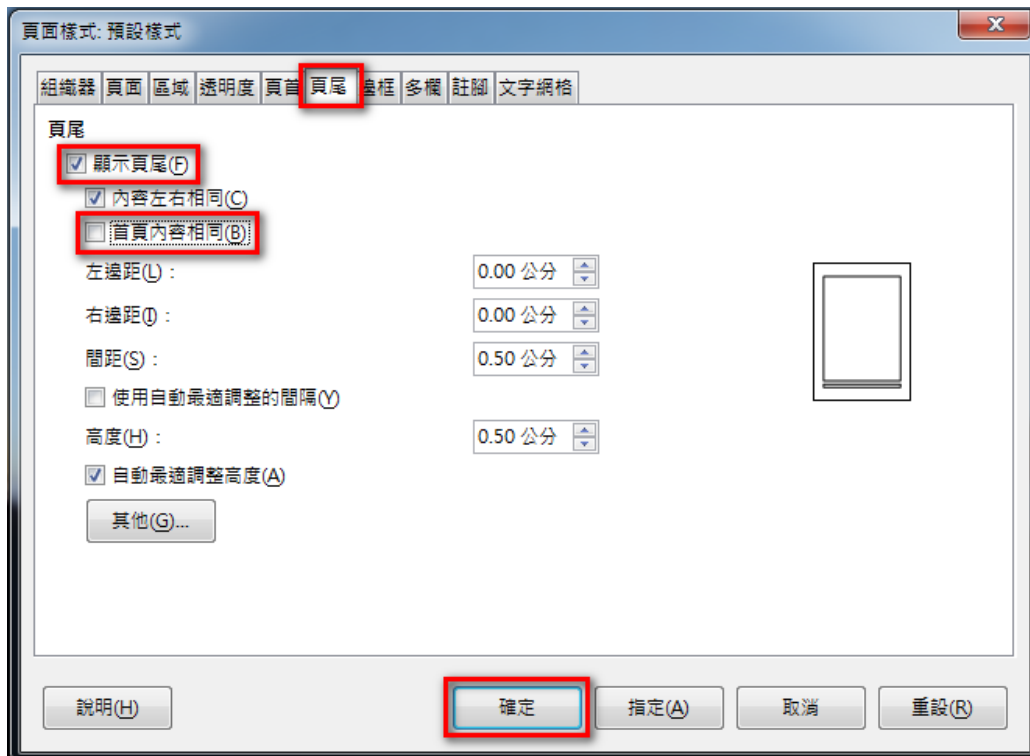 頁面樣式: 預設樣式
組織器 頁面 區域 透明度 頁首 頁尾 邊框 多欄 註腳 文字網格
頁尾
顯示頁尾(F)
內容左右相同(C)
首頁內容相同(B)
左邊距(L)： 0.00 公分
右邊距(I)： 0.00 公分
間距(S)： 0.50 公分
使用自動最適調整的間隔(Y)
高度(H)： 0.50 公分
自動最適調整高度(A)
其他(G)...
說明(H) 確定 指定(A) 取消 重設(R)